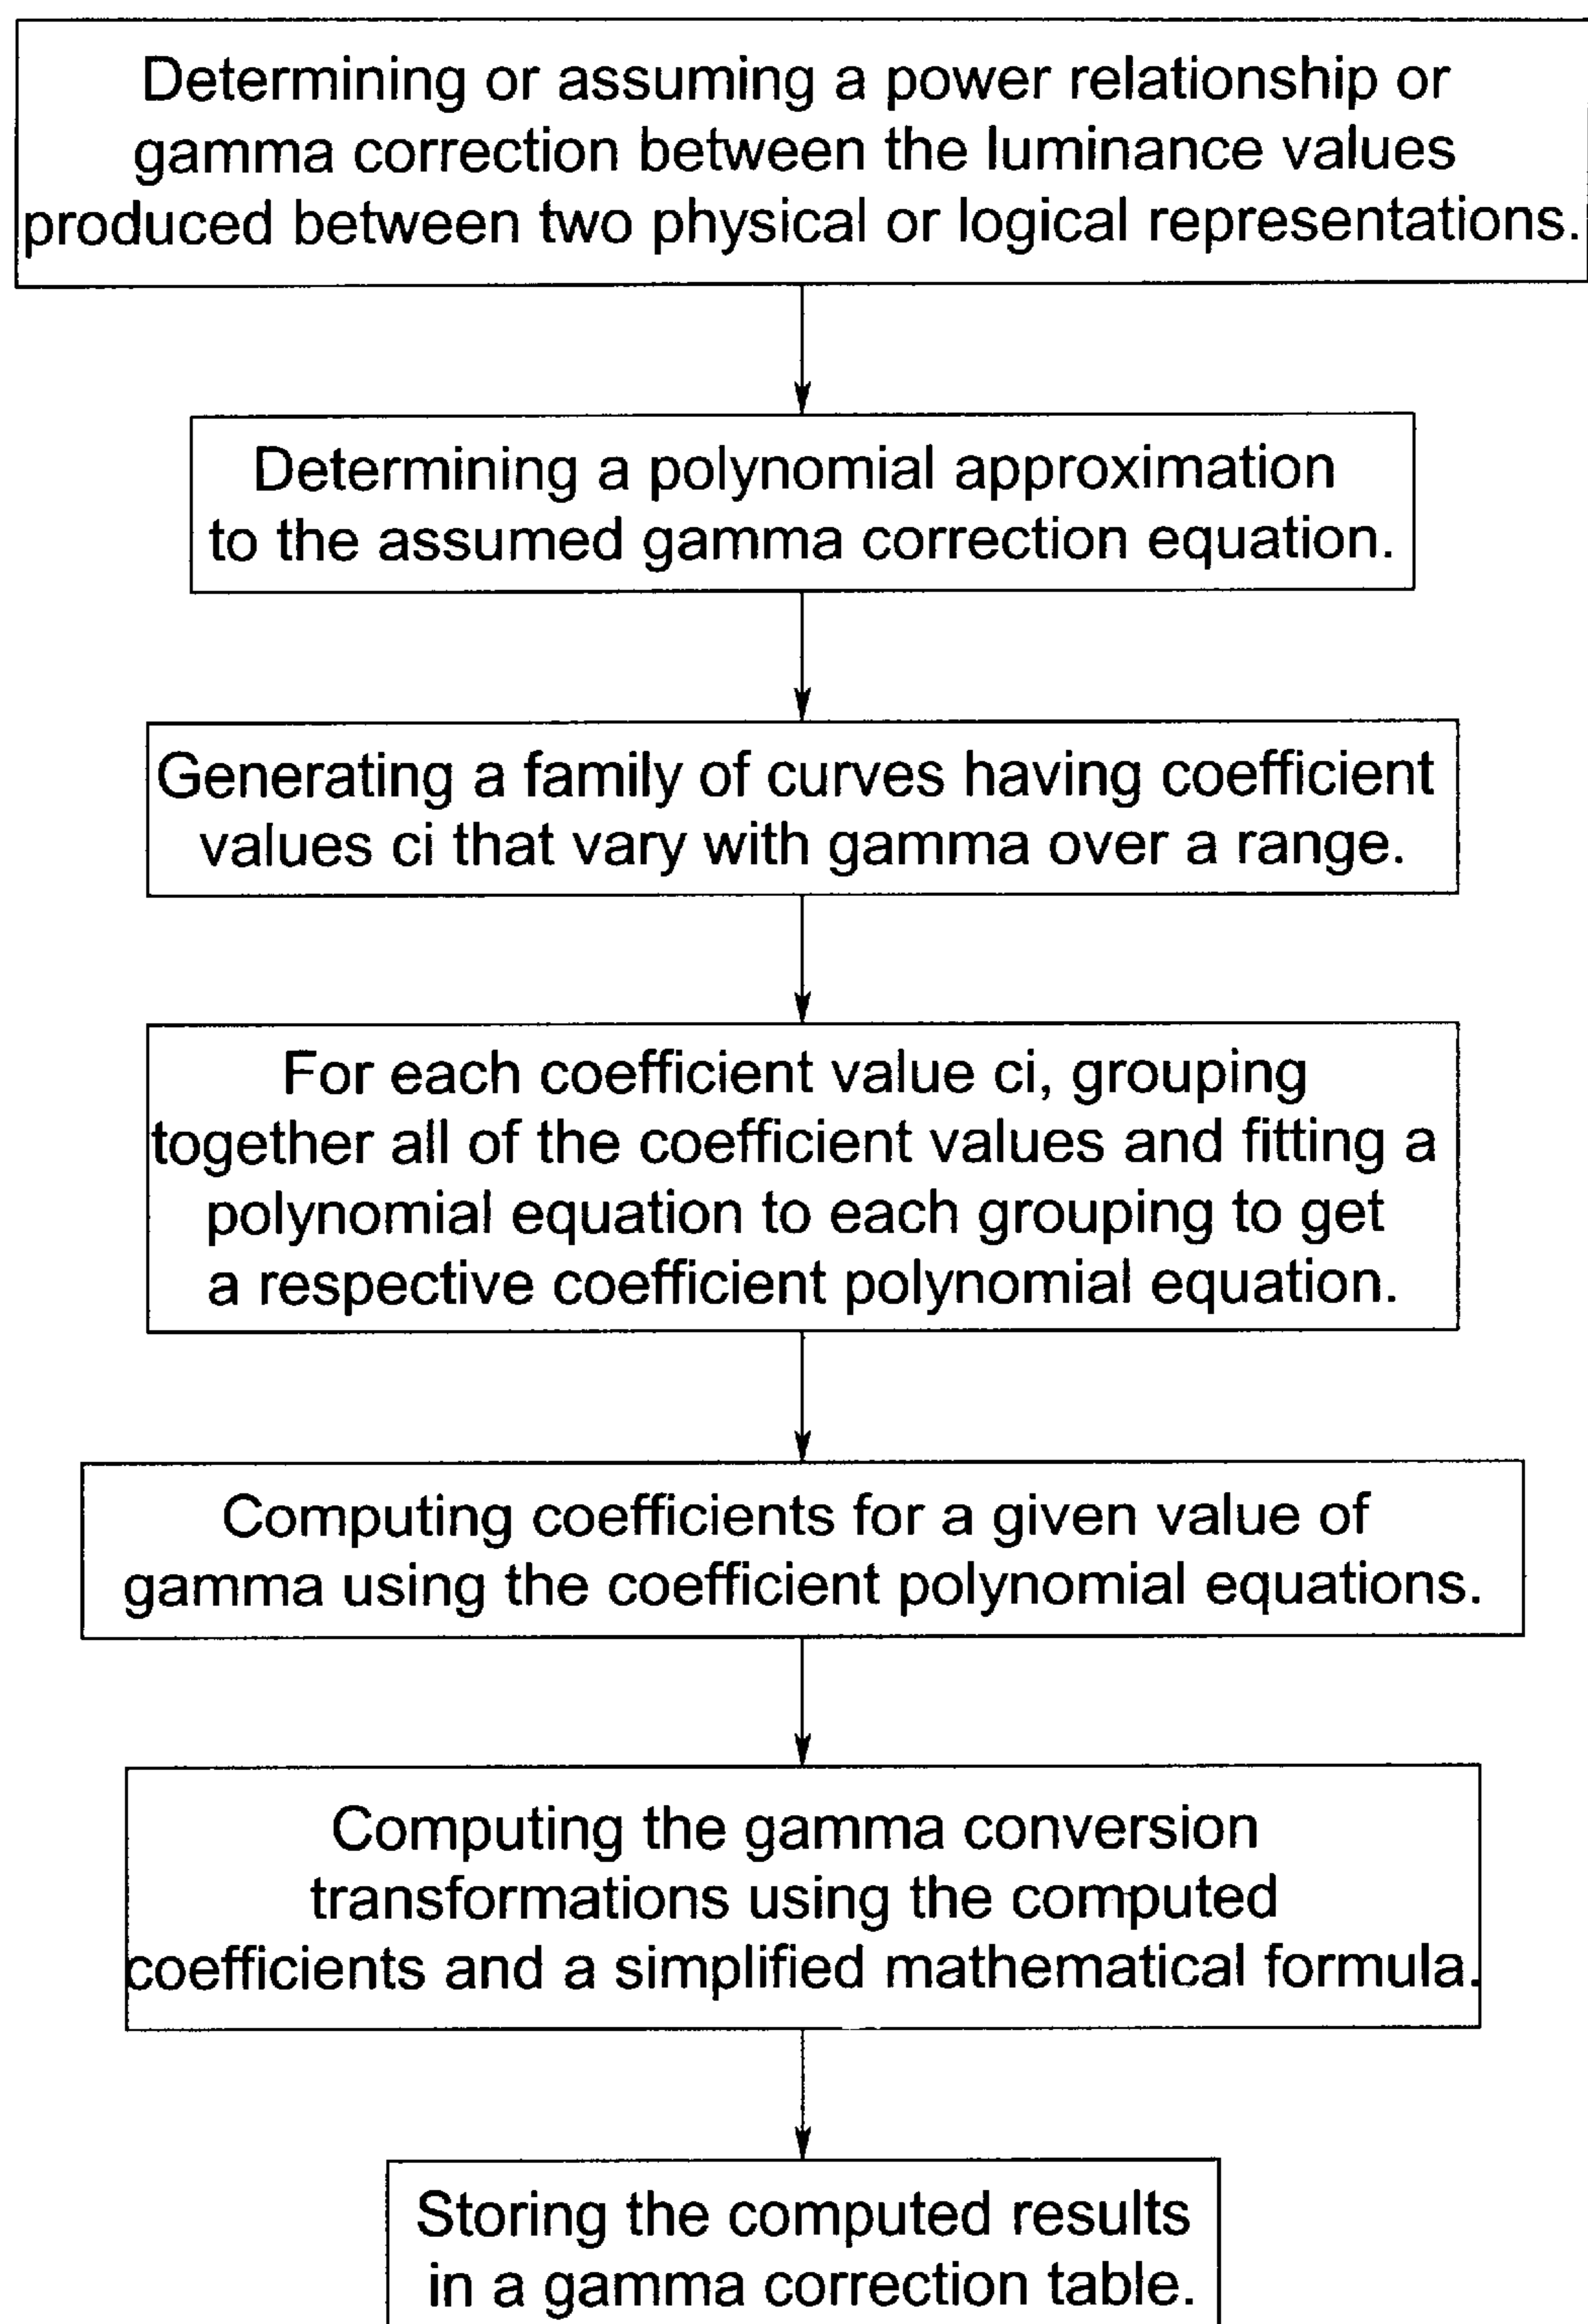 Determining or assuming a power relationship or
gamma correction between the luminance values
produced between two physical or logical representations.
Determining a polynomial approximation
to the assumed gamma correction equation.
Generating a family of curves having coefficient
values ci that vary with gamma over a range.
For each coefficient value ci, grouping
together all of the coefficient values and fitting a
polynomial equation to each grouping to get
a respective coefficient polynomial equation.
Computing coefficients for a given value of
gamma using the coefficient polynomial equations.
Computing the gamma conversion
transformations using the computed
coefficients and a simplified mathematical formula.
Storing the computed results
in a gamma correction table.